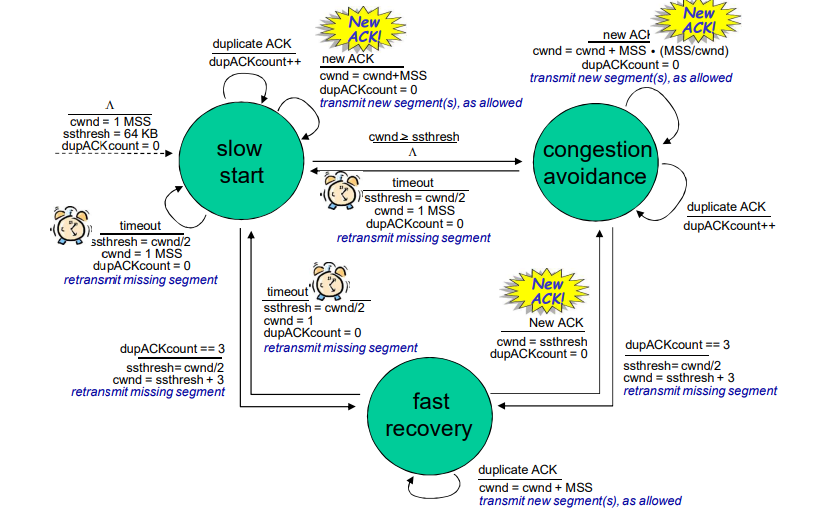 duplicate ACK
dupACKcount++
New
ACK!
new ACK
cwnd = cwnd+MSS
dupACKcount = 0
transmit new segment(s), as allowed
New
ACK!
new ACK
cwnd = cwnd + MSS • (MSS/cwnd)
dupACKcount = 0
transmit new segment(s), as allowed
Λ
cwnd = 1 MSS
ssthresh = 64 KB
dupACKcount = 0
slow
start
cwnd ≥ ssthresh
Λ
congestion
avoidance
timeout
ssthresh = cwnd/2
cwnd = 1 MSS
dupACKcount = 0
retransmit missing segment
timeout
ssthresh = cwnd/2
cwnd = 1 MSS
dupACKcount = 0
retransmit missing segment
duplicate ACK
dupACKcount++
timeout
ssthresh = cwnd/2
cwnd = 1
dupACKcount = 0
retransmit missing segment
New
ACK!
New ACK
cwnd = ssthresh
dupACKcount = 0
dupACKcount == 3
ssthresh= cwnd/2
cwnd = ssthresh + 3
retransmit missing segment
dupACKcount == 3
ssthresh= cwnd/2
cwnd = ssthresh + 3
retransmit missing segment
fast
recovery
duplicate ACK
cwnd = cwnd + MSS
transmit new segment(s), as allowed